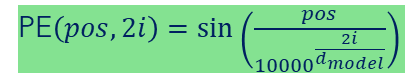 PE(pos, 2i) = sin (pos / 10000^(2i / d_model))